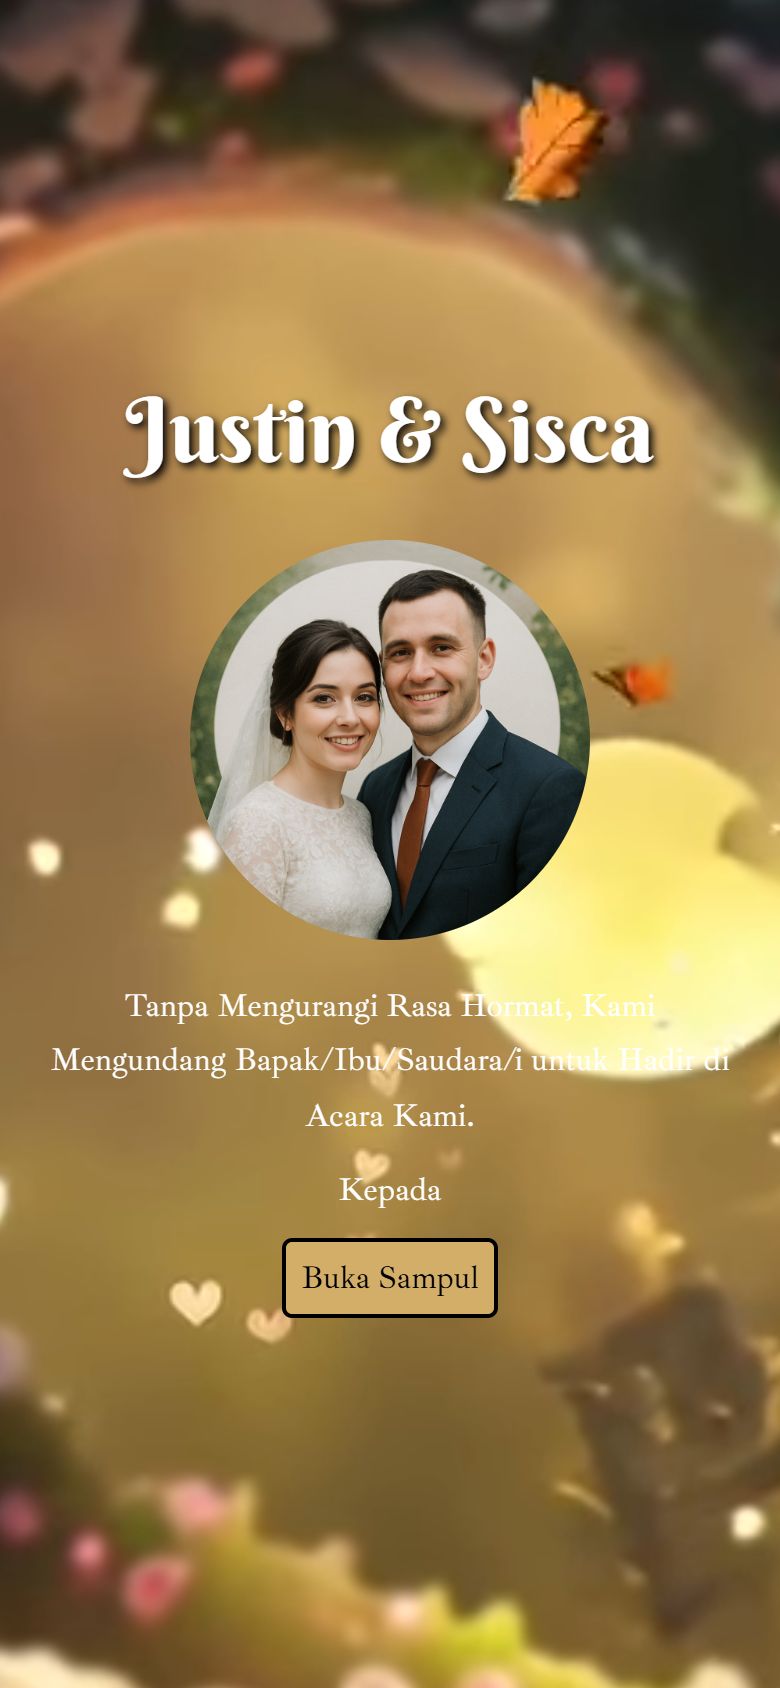 Justin & Sisca
Tanpa Mengurangi Rasa Hormat, Kami
Mengundang Bapak/Ibu/Saudara/i untuk Hadir di
Acara Kami.
Kepada
Buka Sampul